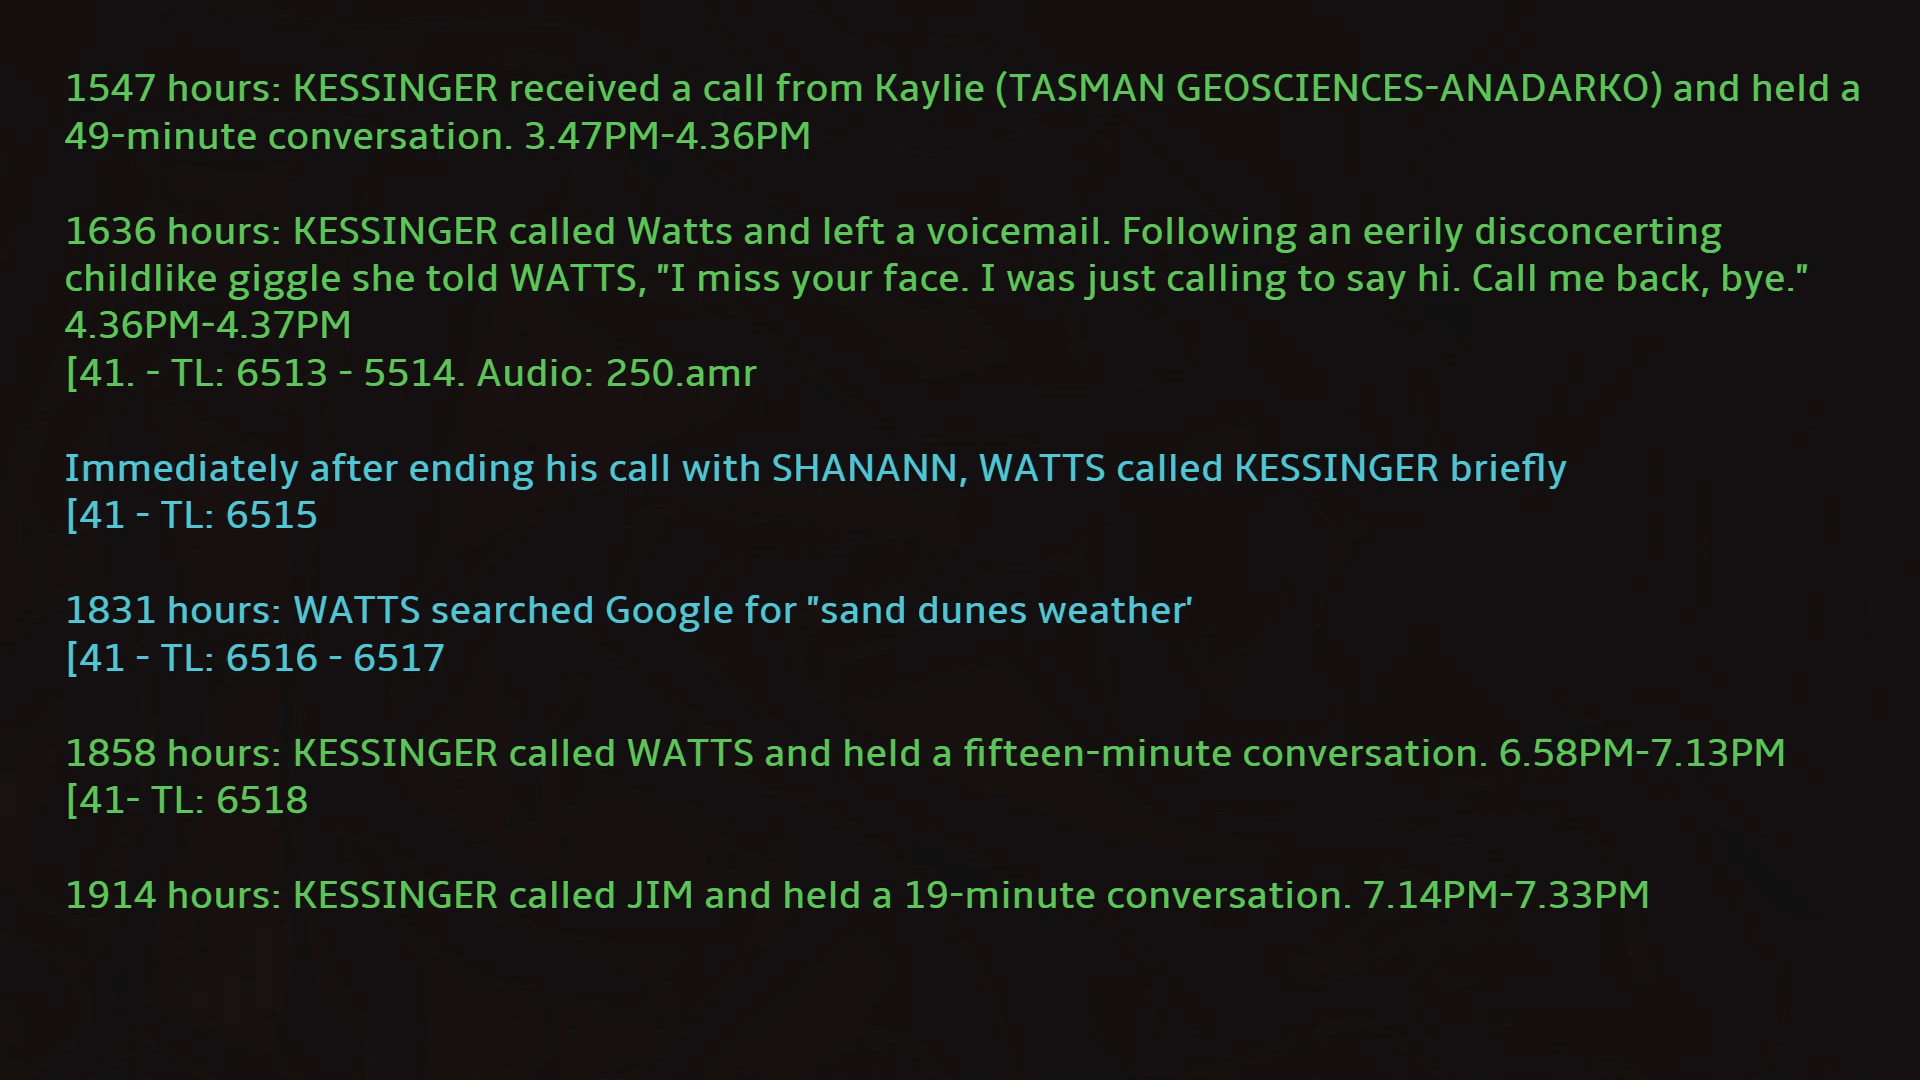 1547 hours: KESSINGER received a call from Kaylie (TASMAN GEOSCIENCES-ANADARKO) and held a
49-minute conversation. 3.47PM-4.36PM
1636 hours: KESSINGER called Watts and left a voicemail. Following an eerily disconcerting
childlike giggle she told WATTS, "I miss your face. I was just calling to say hi. Call me back, bye."
4.36PM-4.37PM
[41. - TL: 6513 - 5514. Audio: 250.amr
Immediately after ending his call with SHANANN, WATTS called KESSINGER briefly
[41 - TL: 6515
1831 hours: WATTS searched Google for "sand dunes weather'
[41 - TL: 6516 - 6517
1858 hours: KESSINGER called WATTS and held a fifteen-minute conversation. 6.58PM-7.13PM
[41- TL: 6518
1914 hours: KESSINGER called JIM and held a 19-minute conversation. 7.14PM-7.33PM